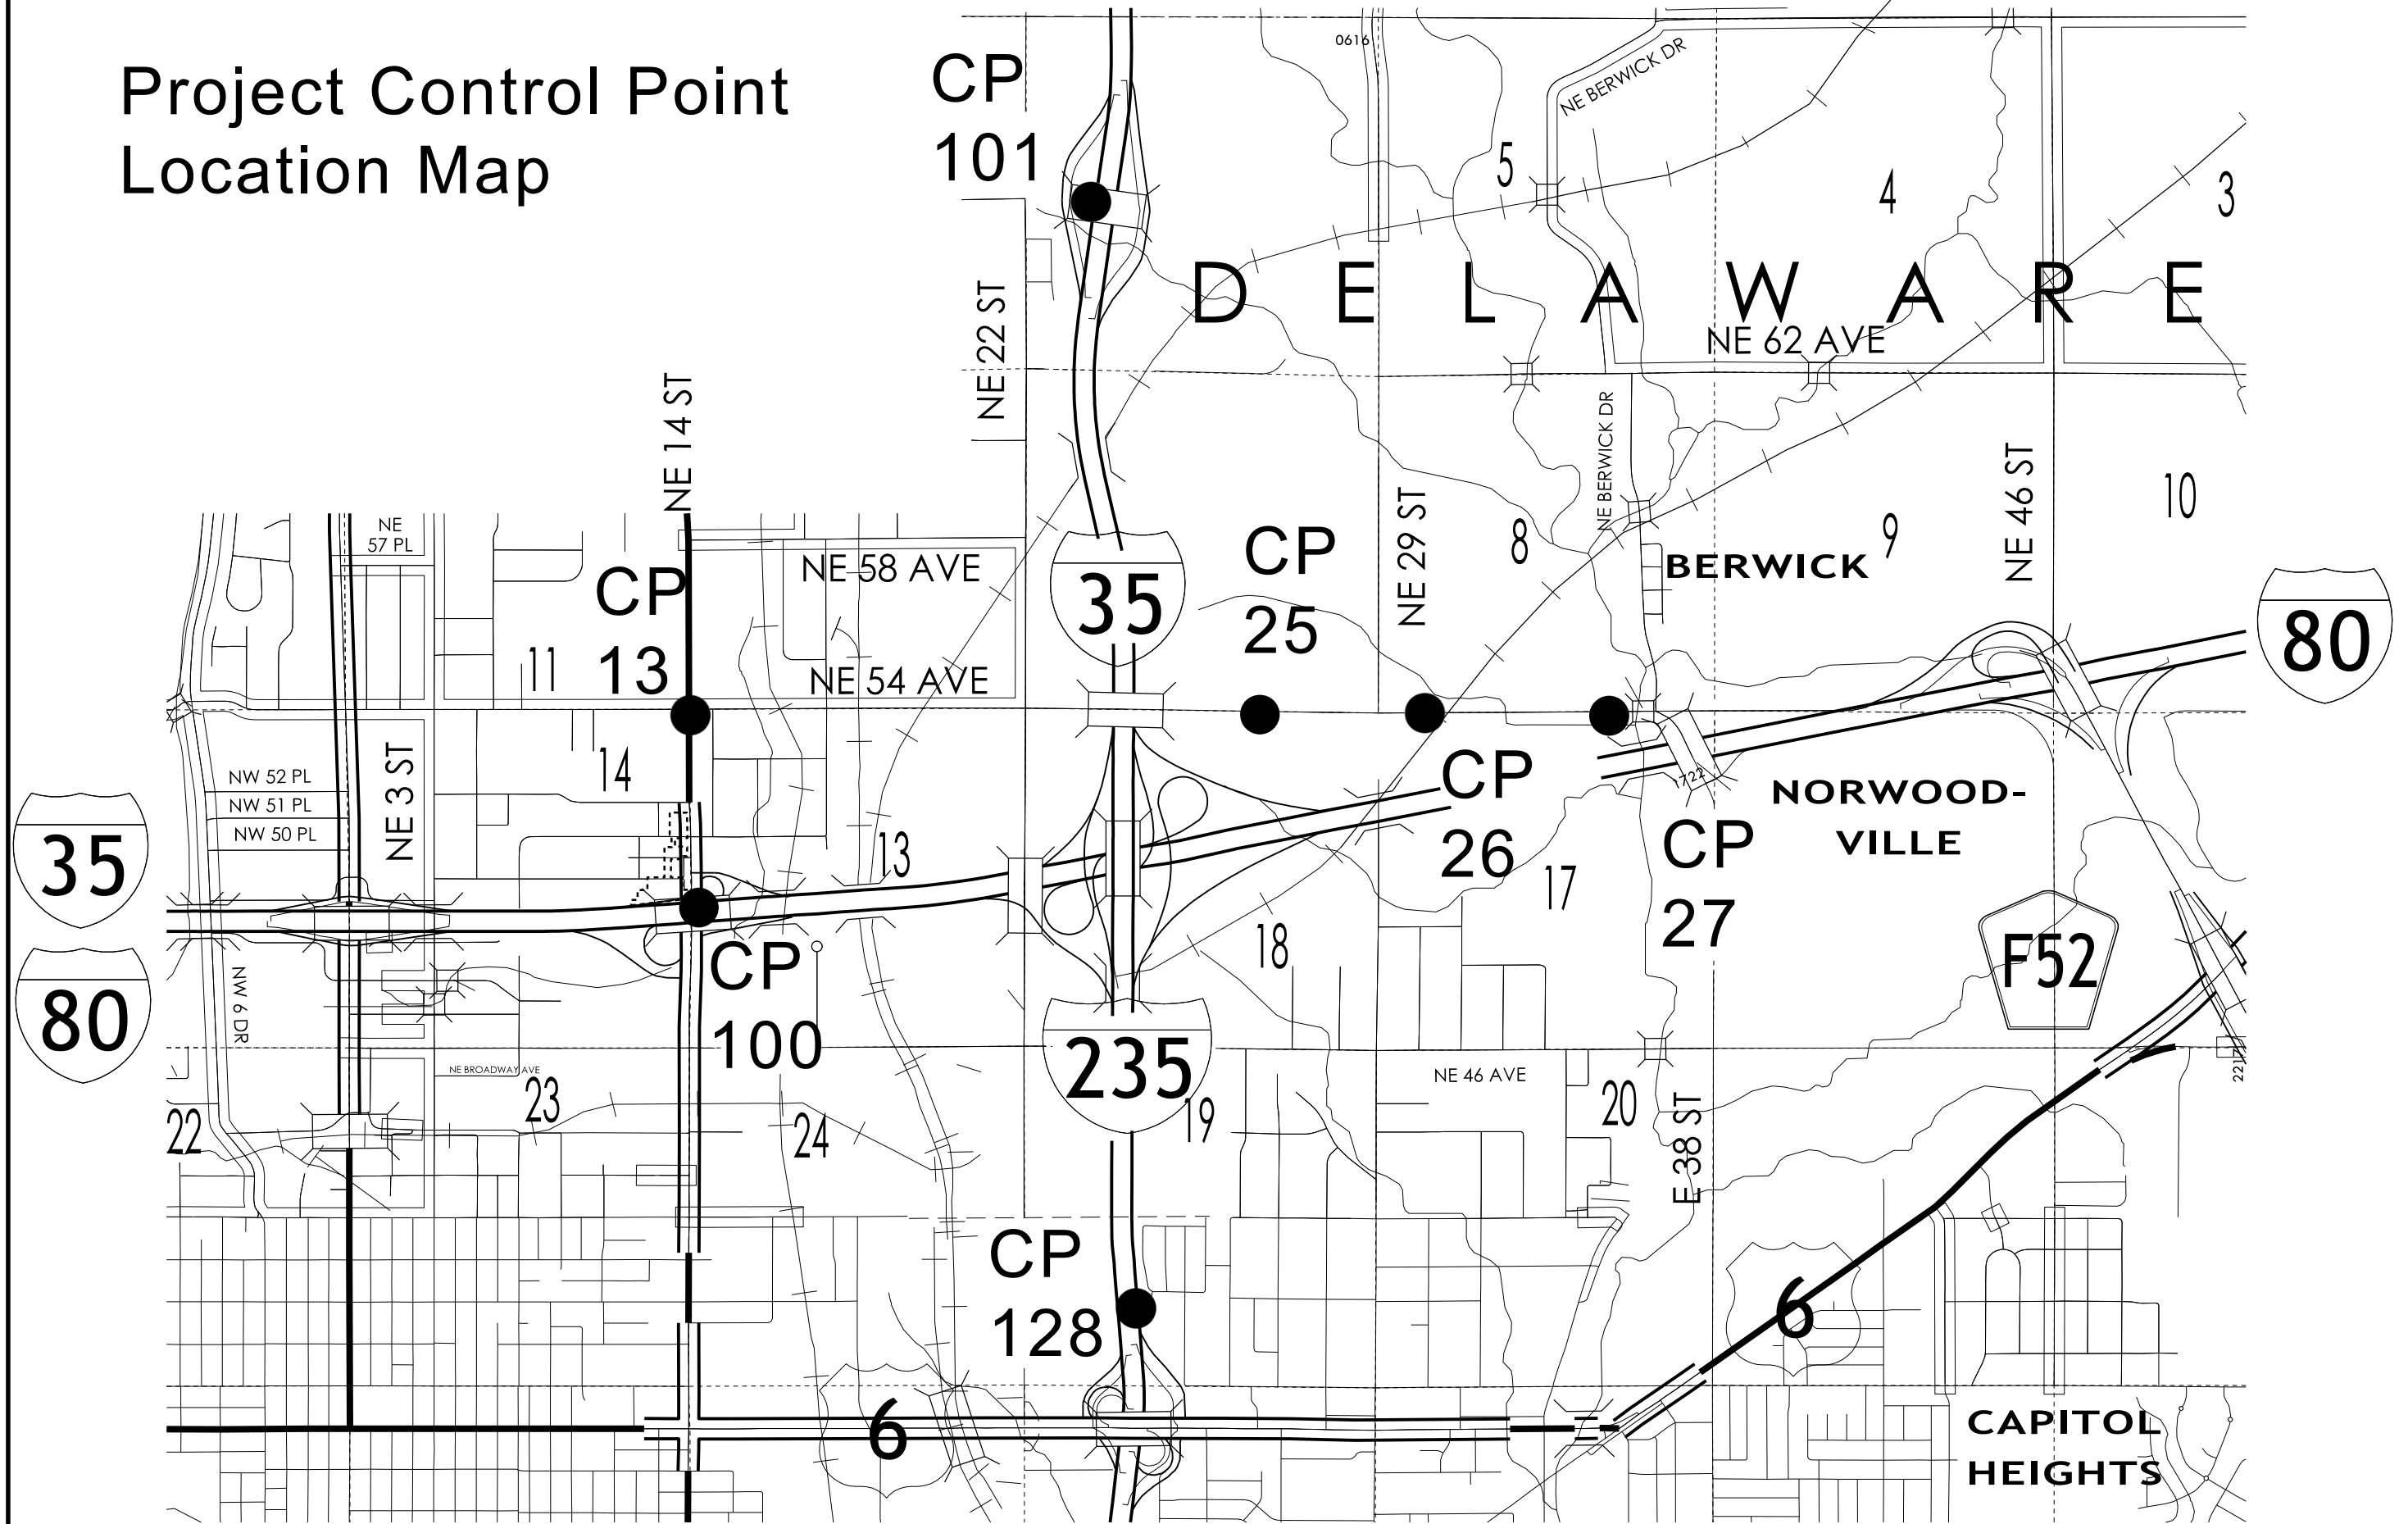 Project Control Point
Location Map
CP
101
0616
NE BERWICK DR
5
4
3
D E L A W A R E
NE 22 ST
NE 62 AVE
NE 14 ST
NE BERWICK DR
NE 29 ST
NE 46 ST
10
NE
57 PL
CP
13
NE 58 AVE
35
CP
25
8
BERWICK
9
80
11
NE 54 AVE
14
NE 3 ST
NW 52 PL
NW 51 PL
NW 50 PL
35
80
13
CP
26
17
1722
CP
27
NORWOOD-
VILLE
F52
NW 6 DR
CP
100
18
235
NE BROADWAY AVE
NE 46 AVE
2217
22
23
24
19
20
E 38 ST
CP
128
6
6
CAPITOL
HEIGHTS